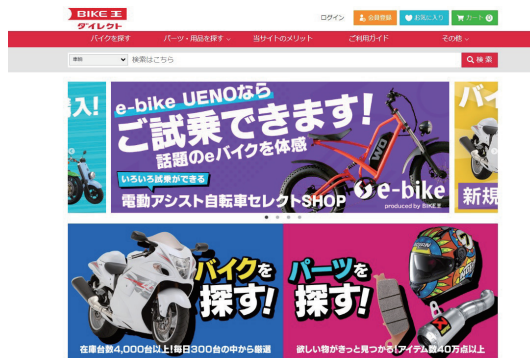 BIKE王
ダイレクト
ログイン
会員登録
お気に入り
カート 0
バイクを探す
パーツ・用品を探す
当サイトのメリット
ご利用ガイド
その他
車両
検索はこちら
検索
入!
e-bike UENOなら
ご試乗できます!
話題のeバイクを体感
いろいろ試乗ができる
電動アシスト自転車セレクトSHOP
WO
e-bike
produced by BIKE王
バイ
新規
バイクを
探す!
在庫台数4,000台以上!毎日300台の中から厳選
パーツを
探す!
欲しい物がきっと見つかる!アイテム数40万点以上